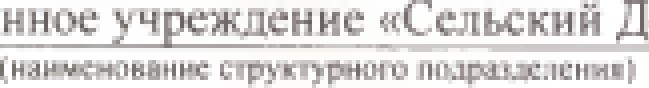 нное учреждение «Сельский Д
(наименование структурного подразделения)